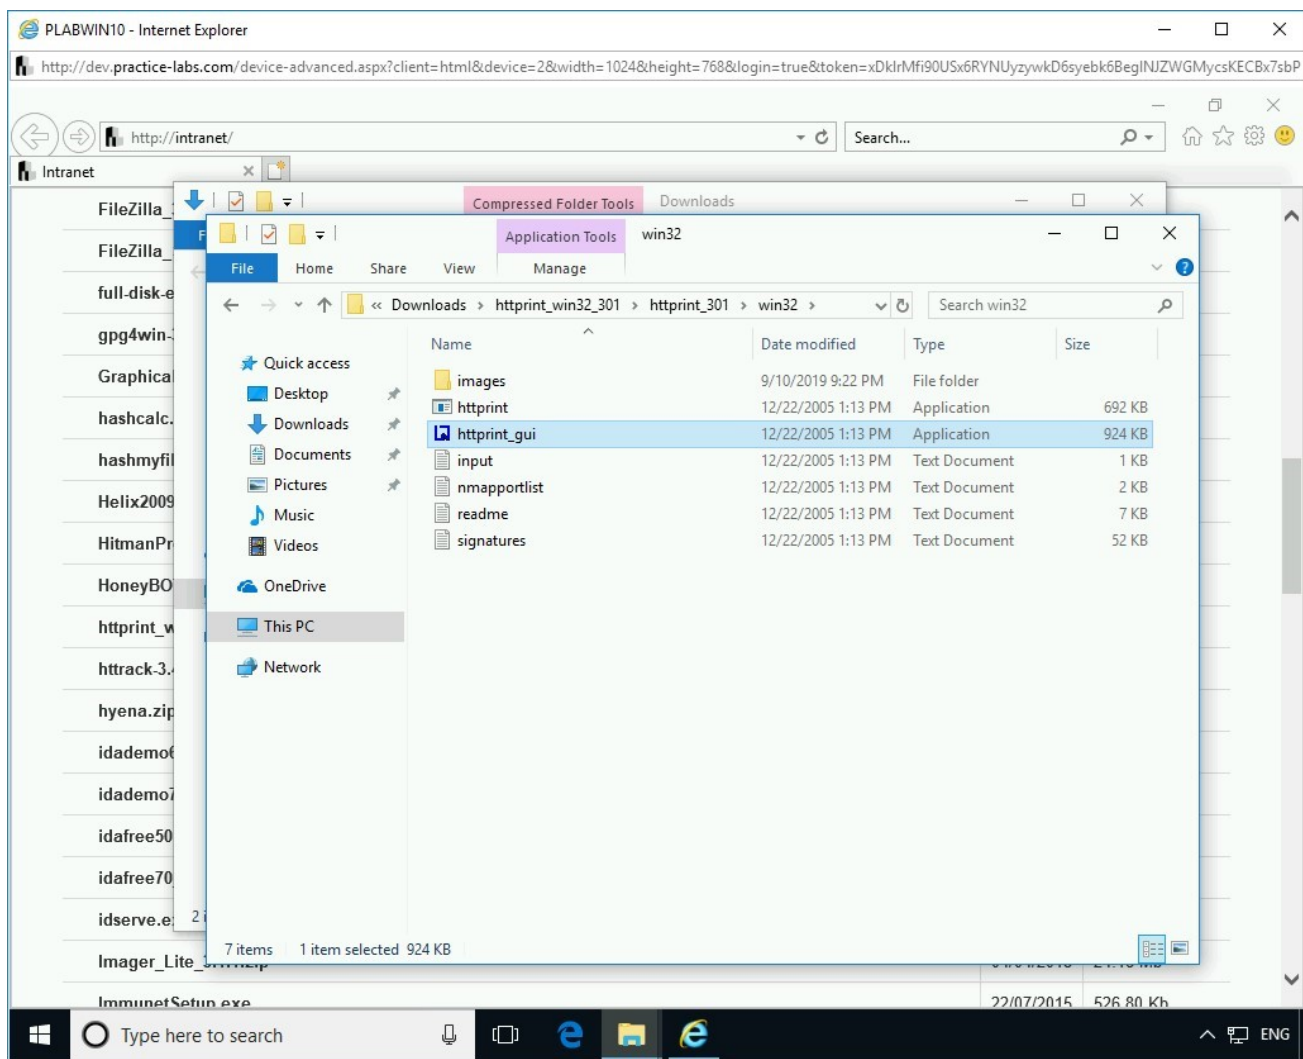 PLABWIN10 - Internet Explorer
http://dev.practice-labs.com/device-advanced.aspx?client=html&device=2&width=1024&height=768&login=true&token=xDkIrMfi90USx6RYNUyzywkD6syebk6BegINJZWGMycsKECBx7sbP
http://intranet/
Search...
Intranet
Compressed Folder Tools
Downloads
Application Tools
win32
File
Home
Share
View
Manage
« Downloads > httprint_win32_301 > httprint_301 > win32 >
Search win32
Name Date modified Type Size
images 9/10/2019 9:22 PM File folder
httprint 12/22/2005 1:13 PM Application 692 KB
httprint_gui 12/22/2005 1:13 PM Application 924 KB
input 12/22/2005 1:13 PM Text Document 1 KB
nmapportlist 12/22/2005 1:13 PM Text Document 2 KB
readme 12/22/2005 1:13 PM Text Document 7 KB
signatures 12/22/2005 1:13 PM Text Document 52 KB
Quick access
Desktop
Downloads
Documents
Pictures
Music
Videos
OneDrive
This PC
Network
7 items 1 item selected 924 KB
FileZilla_
FileZilla_
full-disk-e
gpg4win-
Graphical
hashcalc.
hashmyfil
Helix2009
HitmanPr
HoneyBO
httprint_w
httrack-3.
hyena.zip
idademo6
idademo7
idafree50
idafree70
idserve.e
Imager_Lite_
ImmunetSetup.exe 22/07/2015 526.80 Kb
Type here to search
ENG